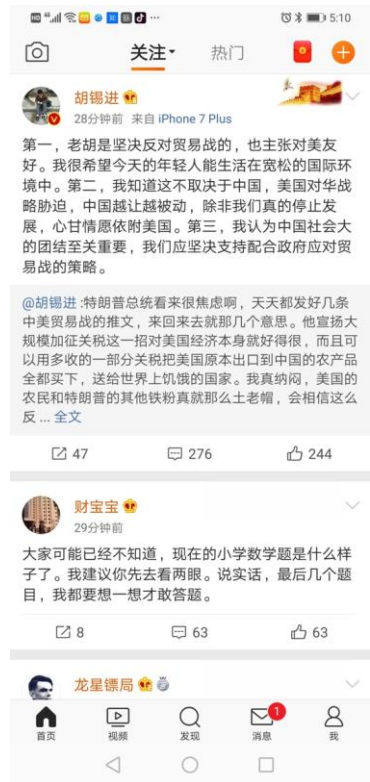 HD 4G 5:10
关注 热门
胡锡进
28分钟前 来自 iPhone 7 Plus
第一，老胡是坚决反对贸易战的，也主张对美友
好。我很希望今天的年轻人能生活在宽松的国际环
境中。第二，我知道这不取决于中国，美国对华战
略胁迫，中国越让越被动，除非我们真的停止发
展，心甘情愿依附美国。第三，我认为中国社会大
的团结至关重要，我们应坚决支持配合政府应对贸
易战的策略。
@胡锡进:特朗普总统看来很焦虑啊，天天都发好几条
中美贸易战的推文，来回来去就那几个意思。他宣扬大
规模加征关税这一招对美国经济本身就好得很，而且可
以用多收的一部分关税把美国原本出口到中国的农产品
全都买下，送给世界上饥饿的国家。我真纳闷，美国的
农民和特朗普的其他铁粉真就那么土老帽，会相信这么
反 ... 全文
47 276 244
财宝宝
29分钟前
大家可能已经不知道，现在的小学数学题是什么样
子了。我建议你先去看两眼。说实话，最后几个题
目，我都要想一想才敢答题。
8 63 63
龙星镖局
1
首页 视频 发现 消息 我